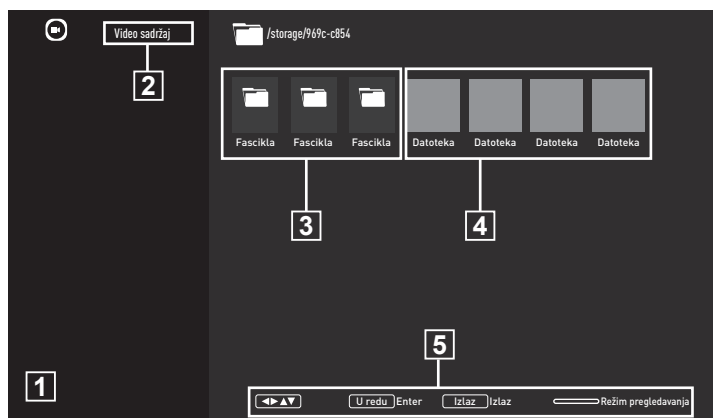 Video sadržaj
/storage/969c-c854
2
Fascikla Fascikla Fascikla Datoteka Datoteka Datoteka Datoteka
3 4
5
1
U redu Enter Izlaz Izlaz Režim pregledavanja